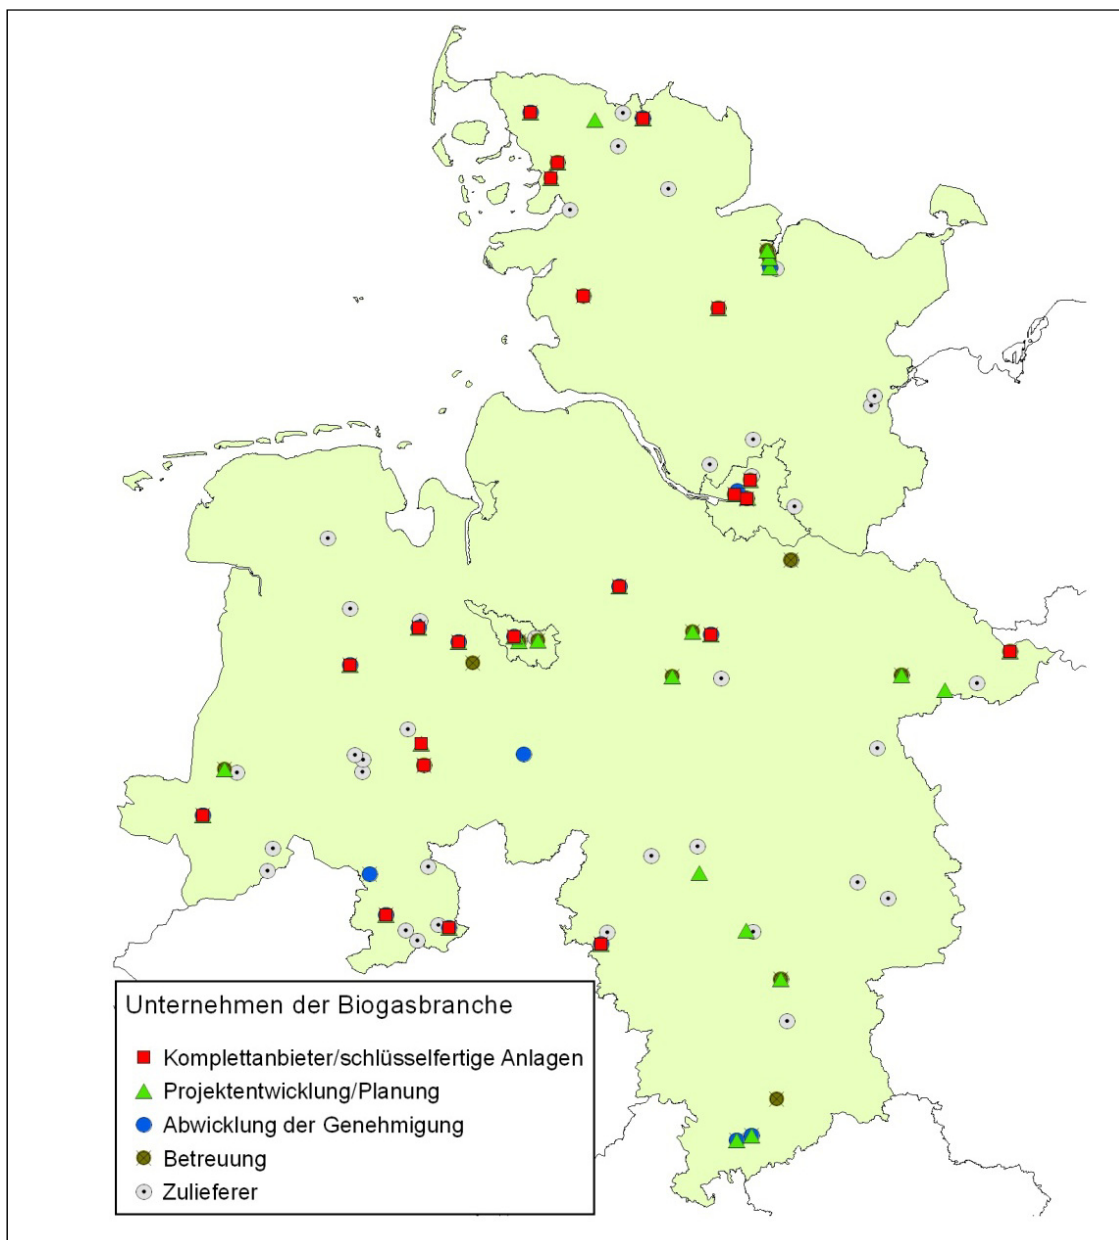 Unternehmen der Biogasbranche
Komplettanbieter/schlüsselfertige Anlagen
Projektentwicklung/Planung
Abwicklung der Genehmigung
Betreuung
Zulieferer